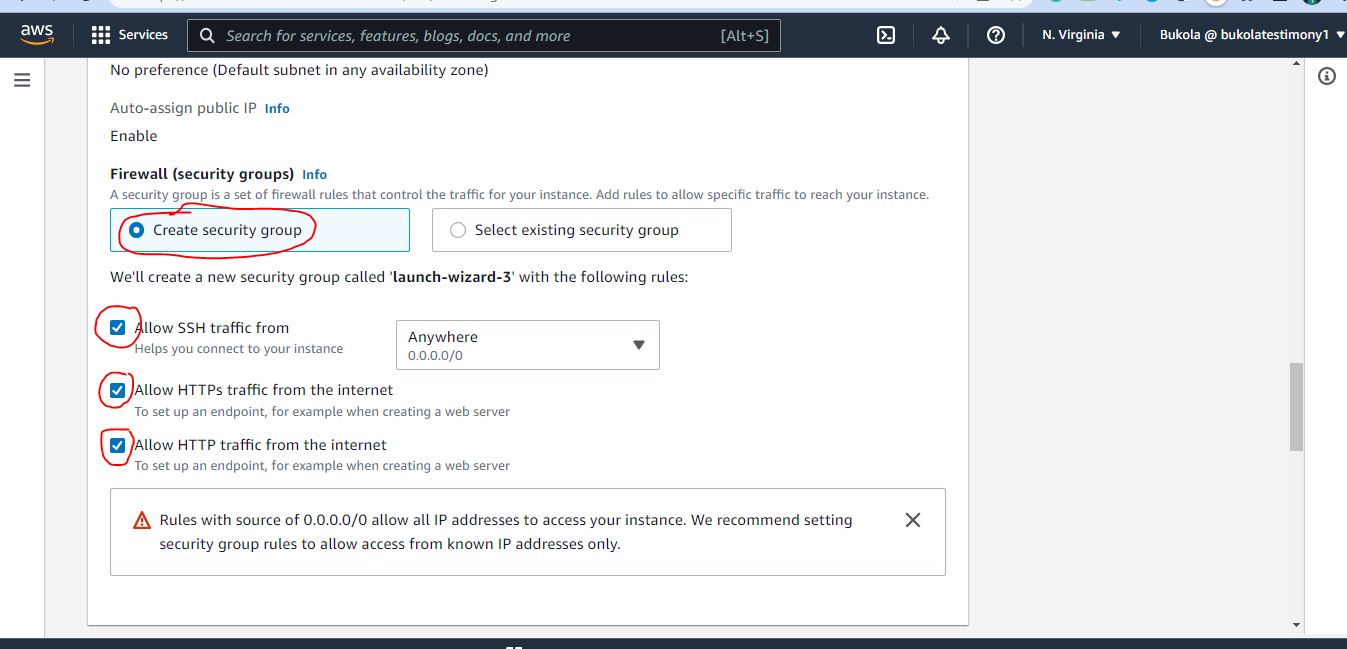 aws
Services
Search for services, features, blogs, docs, and more
[Alt+S]
N. Virginia
Bukola @ bukolatestimony1
No preference (Default subnet in any availability zone)
Auto-assign public IP Info
Enable
Firewall (security groups) Info
A security group is a set of firewall rules that control the traffic for your instance. Add rules to allow specific traffic to reach your instance.
Create security group
Select existing security group
We'll create a new security group called 'launch-wizard-3' with the following rules:
Allow SSH traffic from
Helps you connect to your instance
Anywhere
0.0.0.0/0
Allow HTTPs traffic from the internet
To set up an endpoint, for example when creating a web server
Allow HTTP traffic from the internet
To set up an endpoint, for example when creating a web server
Rules with source of 0.0.0.0/0 allow all IP addresses to access your instance. We recommend setting
security group rules to allow access from known IP addresses only.